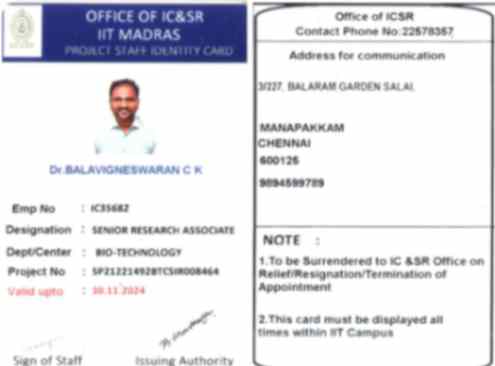 OFFICE OF IC&SR
IIT MADRAS
PROJECT STAFF IDENTITY CARD
Dr.BALAVIGNESWARAN C K
Emp No : IC35682
Designation : SENIOR RESEARCH ASSOCIATE
Dept/Center : BIO-TECHNOLOGY
Project No : SP21221492BTCSIR008464
Valid upto : 30.11.2024
Sign of Staff
Issuing Authority
Office of ICSR
Contact Phone No:22578357
Address for communication
3/227, BALARAM GARDEN SALAI,
MANAPAKKAM
CHENNAI
600125
9894599789
NOTE :
1.To be Surrendered to IC &SR Office on
Relief/Resignation/Termination of
Appointment
2.This card must be displayed all
times within IIT Campus